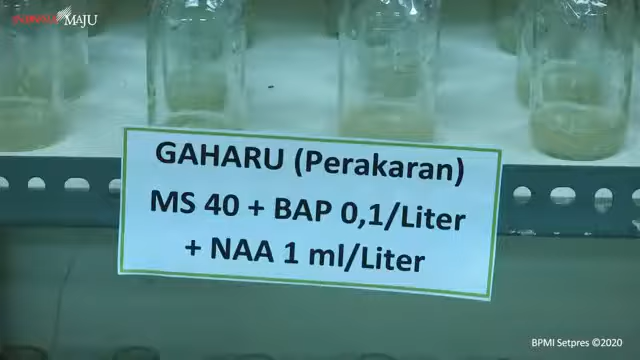 INDONESIA MAJU
GAHARU (Perakaran)
MS 40 + BAP 0,1/Liter
+ NAA 1 ml/Liter
BPMI Setpres ©2020